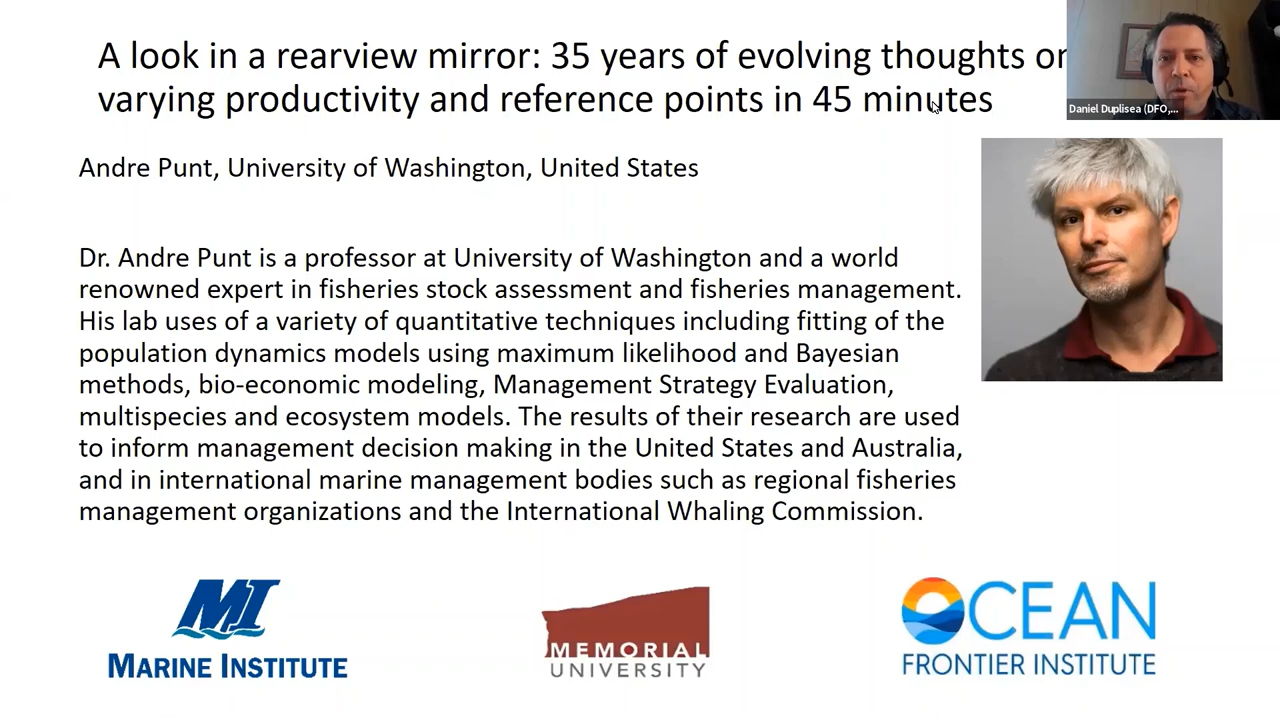 A look in a rearview mirror: 35 years of evolving thoughts
varying productivity and reference points in 45 minutes
Daniel Duplisea (DFO,...
Andre Punt, University of Washington, United States
Dr. Andre Punt is a professor at University of Washington and a world
renowned expert in fisheries stock assessment and fisheries management.
His lab uses of a variety of quantitative techniques including fitting of the
population dynamics models using maximum likelihood and Bayesian
methods, bio-economic modeling, Management Strategy Evaluation,
multispecies and ecosystem models. The results of their research are used
to inform management decision making in the United States and Australia,
and in international marine management bodies such as regional fisheries
management organizations and the International Whaling Commission.
MI
MARINE INSTITUTE
MEMORIAL
UNIVERSITY
OCEAN
FRONTIER INSTITUTE